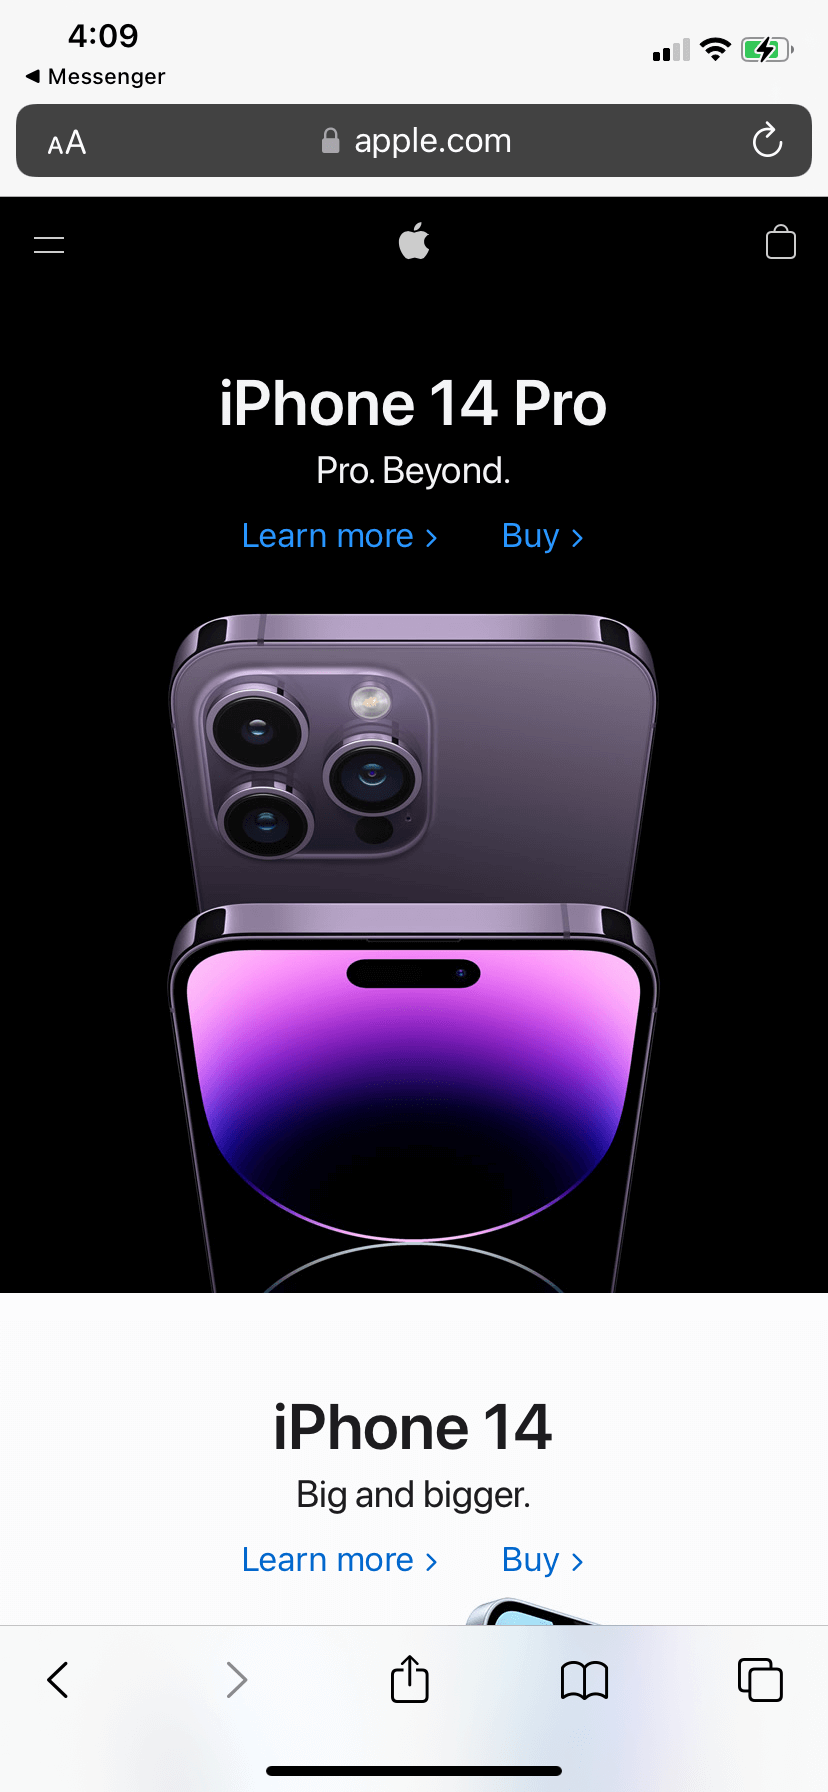 4:09
◀ Messenger
AA apple.com
iPhone 14 Pro
Pro. Beyond.
Learn more > Buy >
iPhone 14
Big and bigger.
Learn more > Buy >